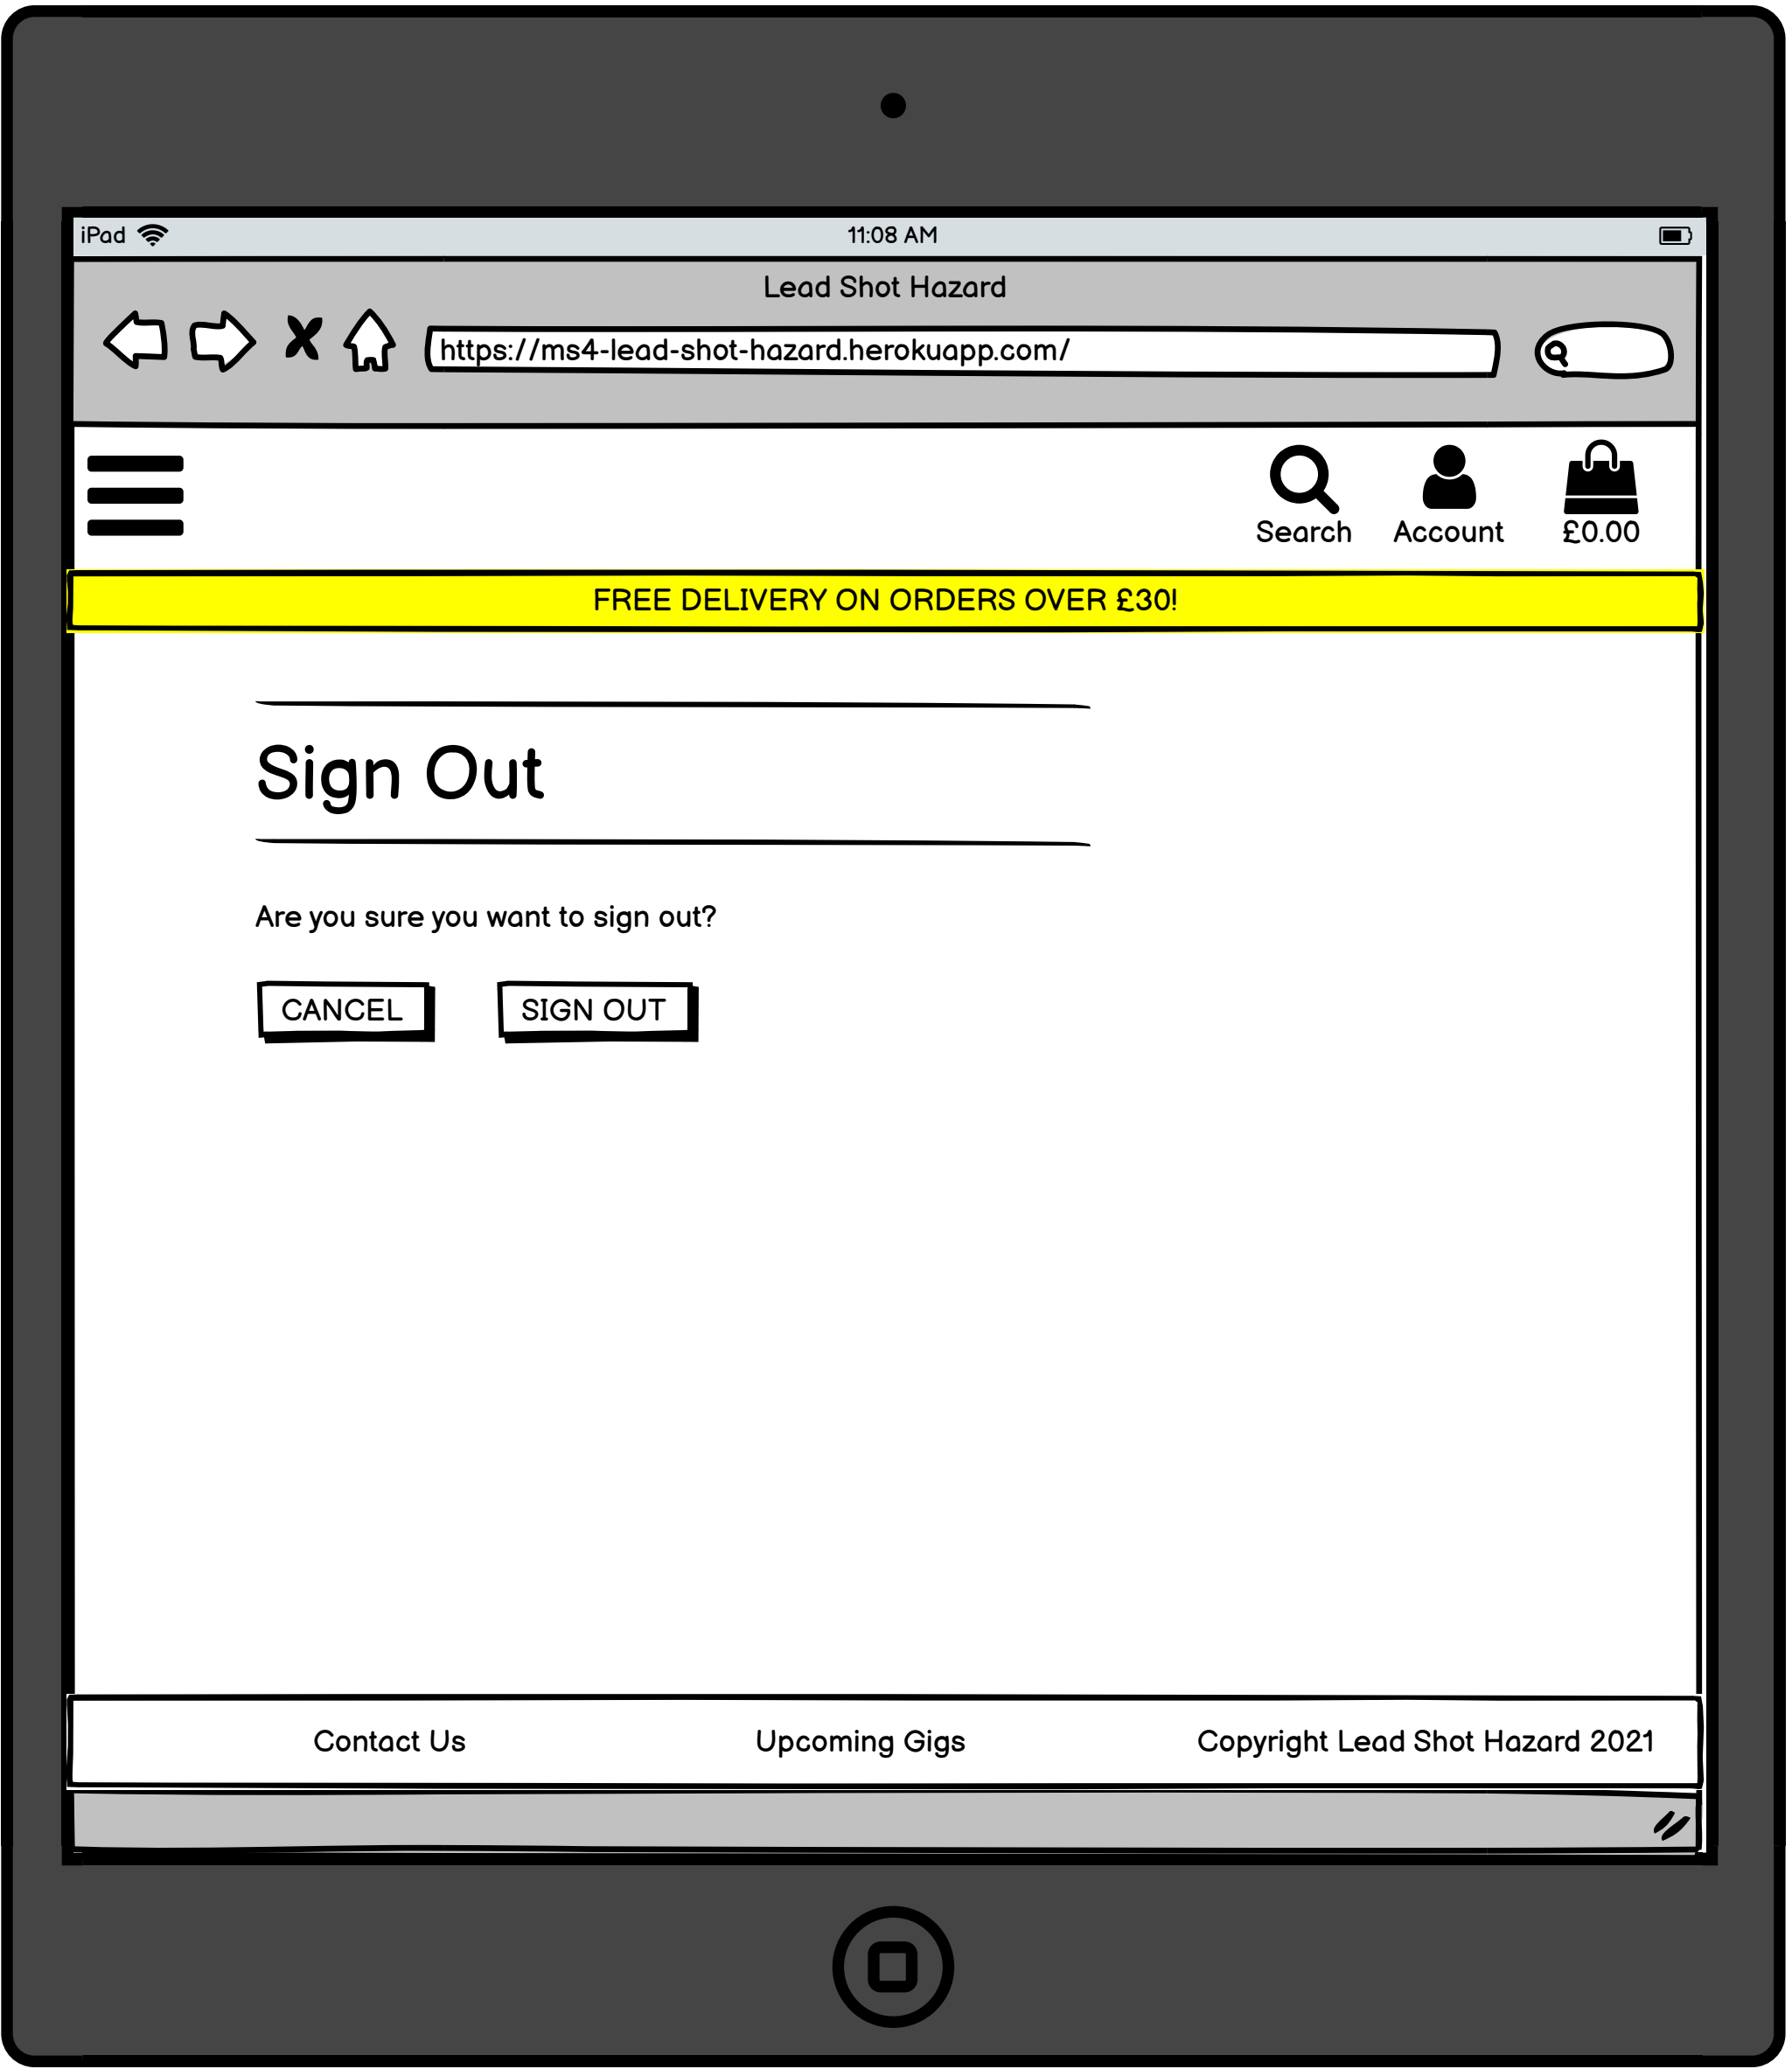 iPad 11:08 AM
Lead Shot Hazard
https://ms4-lead-shot-hazard.herokuapp.com/
Search Account £0.00
FREE DELIVERY ON ORDERS OVER £30!
Sign Out
Are you sure you want to sign out?
CANCEL SIGN OUT
Contact Us Upcoming Gigs Copyright Lead Shot Hazard 2021